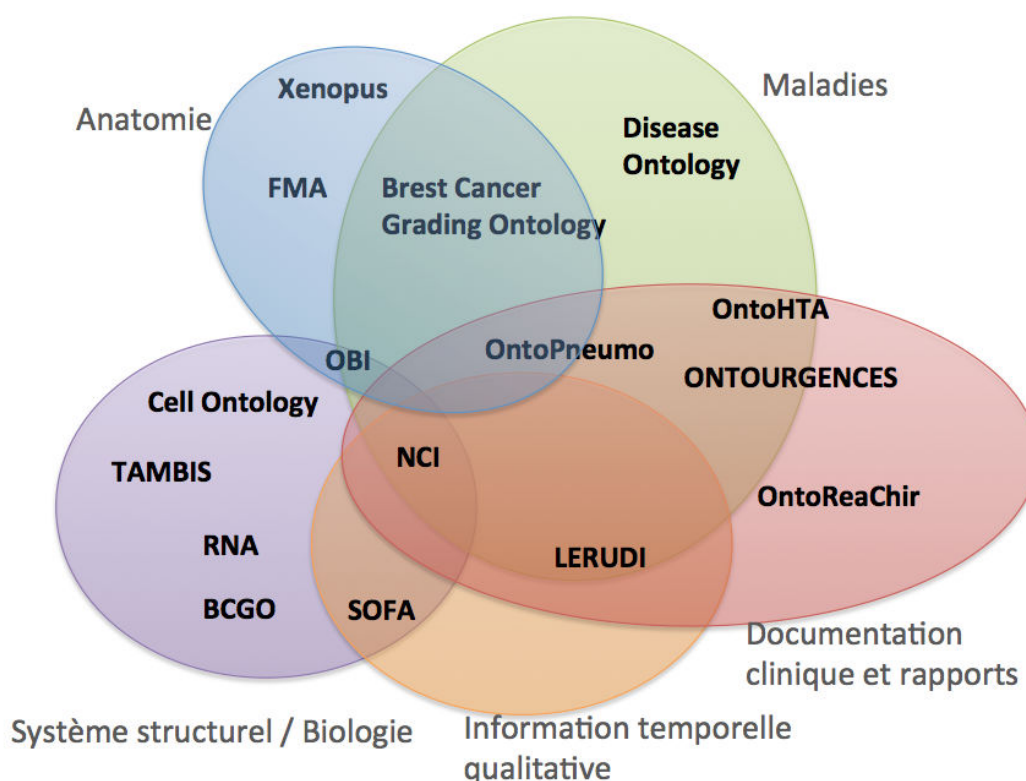 Xenopus
Anatomie
Maladies
Disease
Ontology
FMA
Brest Cancer
Grading Ontology
OntoHTA
OBI
OntoPneumo
ONTOURGENCES
Cell Ontology
NCI
TAMBIS
OntoReaChir
RNA
LERUDI
BCGO
SOFA
Documentation
clinique et rapports
Système structurel / Biologie
Information temporelle
qualitative